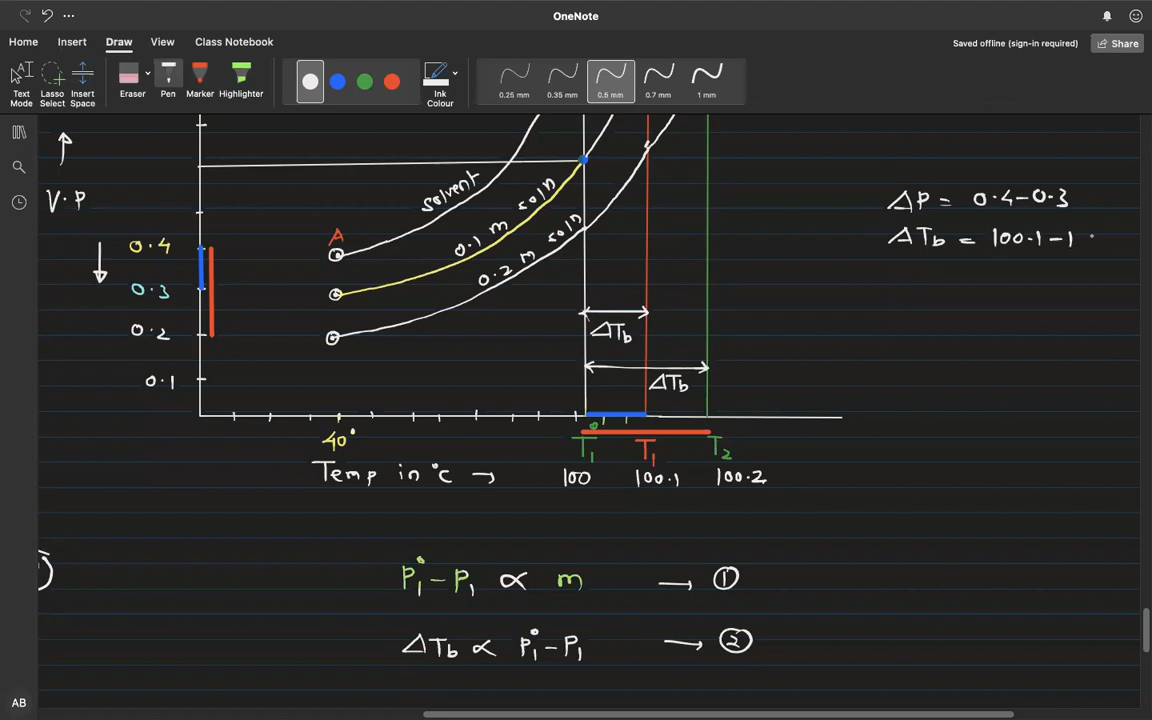 OneNote
Home Insert Draw View Class Notebook
Saved offline (sign-in required) Share
Text Mode
Lasso Select
Insert Space
Eraser
Pen
Marker
Highlighter
Ink Colour
0.25 mm 0.35 mm 0.5 mm 0.7 mm 1 mm
V.P
0.4
0.3
0.2
0.1
A
solvent
0.1 m soln
0.2 m soln
ΔTb
ΔTb
40°
T₁° T₁ T₂
Temp in °C → 100 100.1 100.2
ΔP = 0.4-0.3
ΔTb = 100.1-1
P₁°-P₁ ∝ m → ①
ΔTb ∝ P₁°-P₁ → ②
AB